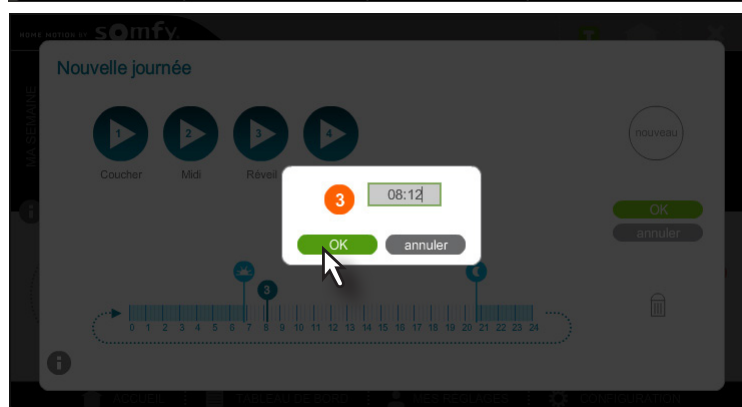 HOME MOTION BY somfy.
Nouvelle journée
MA SEMAINE
1 2 3 4
nouveau
Coucher Midi Réveil
3 08:12
OK
annuler
OK annuler
3
0 1 2 3 4 5 6 7 8 9 10 11 12 13 14 15 16 17 18 19 20 21 22 23 24
ACCUEIL TABLEAU DE BORD MES RÉGLAGES CONFIGURATION